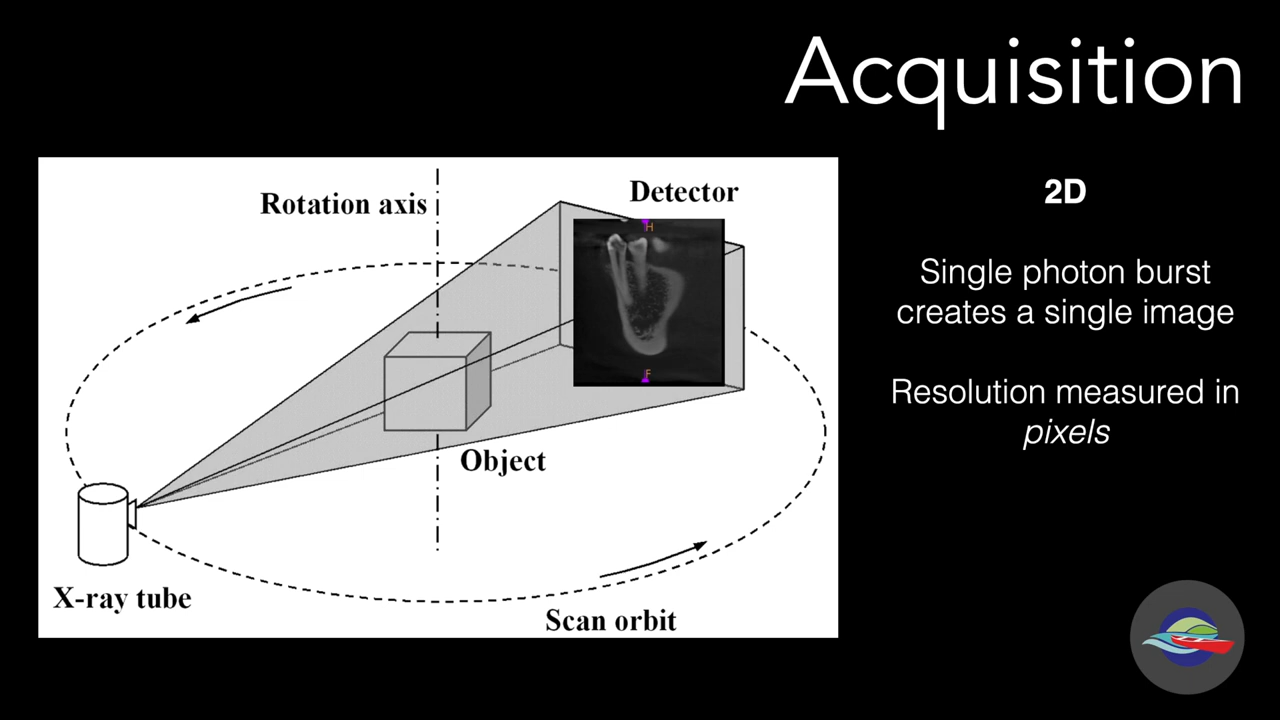 Acquisition
Rotation axis
Detector
H
F
Object
X-ray tube
Scan orbit
2D
Single photon burst
creates a single image
Resolution measured in
pixels